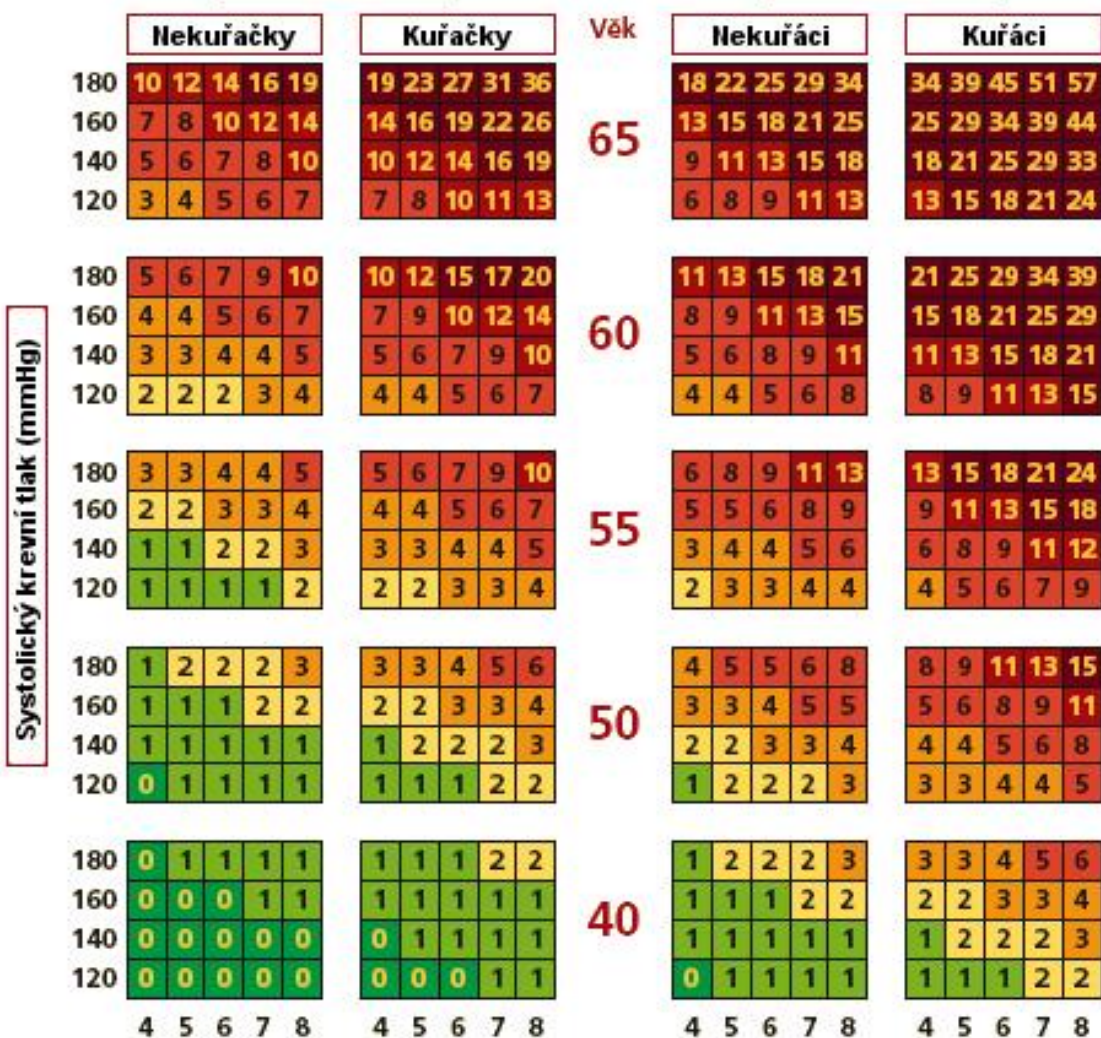 Nekuřačky Kuřačky Věk Nekuřáci Kuřáci
Systolický krevní tlak (mmHg)
180 10 12 14 16 19 19 23 27 31 36 18 22 25 29 34 34 39 45 51 57
160 7 8 10 12 14 14 16 19 22 26 13 15 18 21 25 25 29 34 39 44
65
140 5 6 7 8 10 10 12 14 16 19 9 11 13 15 18 18 21 25 29 33
120 3 4 5 6 7 7 8 10 11 13 6 8 9 11 13 13 15 18 21 24
180 5 6 7 9 10 10 12 15 17 20 11 13 15 18 21 21 25 29 34 39
160 4 4 5 6 7 7 9 10 12 14 8 9 11 13 15 15 18 21 25 29
60
140 3 3 4 4 5 5 6 7 9 10 5 6 8 9 11 11 13 15 18 21
120 2 2 2 3 4 4 4 5 6 7 4 4 5 6 8 8 9 11 13 15
180 3 3 4 4 5 5 6 7 9 10 6 8 9 11 13 13 15 18 21 24
160 2 2 3 3 4 4 4 5 6 7 5 5 6 8 9 9 11 13 15 18
55
140 1 1 2 2 3 3 3 4 4 5 3 4 4 5 6 6 8 9 11 12
120 1 1 1 1 2 2 2 3 3 4 2 3 3 4 4 4 5 6 7 9
180 1 2 2 2 3 3 3 4 5 6 4 5 5 6 8 8 9 11 13 15
160 1 1 1 2 2 2 2 3 3 4 3 3 4 5 5 5 6 8 9 11
50
140 1 1 1 1 1 1 2 2 2 3 2 2 3 3 4 4 4 5 6 8
120 0 1 1 1 1 1 1 1 2 2 1 2 2 2 3 3 3 4 4 5
180 0 1 1 1 1 1 1 1 2 2 1 2 2 2 3 3 3 4 5 6
160 0 0 0 1 1 1 1 1 1 1 1 1 1 2 2 2 2 3 3 4
40
140 0 0 0 0 0 0 1 1 1 1 1 1 1 1 1 1 2 2 2 3
120 0 0 0 0 0 0 0 0 1 1 0 1 1 1 1 1 1 1 2 2
4 5 6 7 8 4 5 6 7 8 4 5 6 7 8 4 5 6 7 8